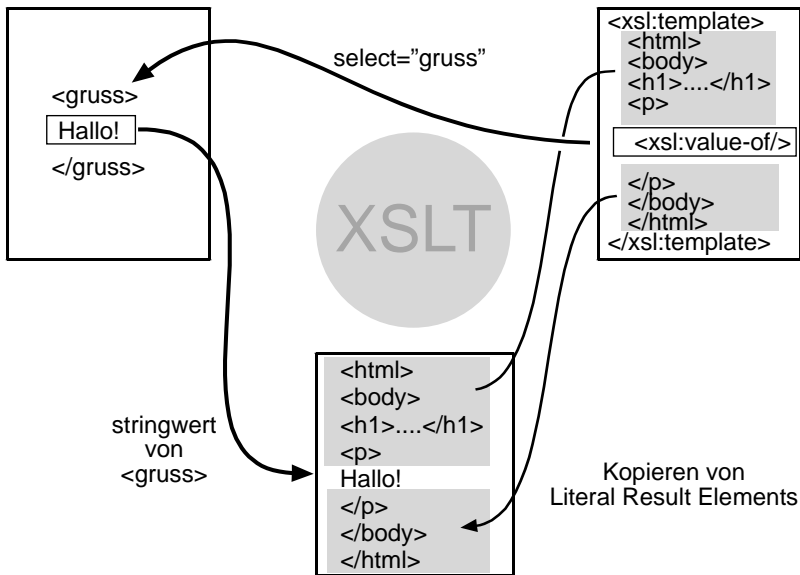 <gruss>
Hallo!
</gruss>
select=”gruss”
<xsl:template>
<html>
<body>
<h1>....</h1>
<p>
<xsl:value-of/>
</p>
</body>
</html>
</xsl:template>
XSLT
stringwert
von
<gruss>
<html>
<body>
<h1>....</h1>
<p>
Hallo!
</p>
</body>
</html>
Kopieren von
Literal Result Elements